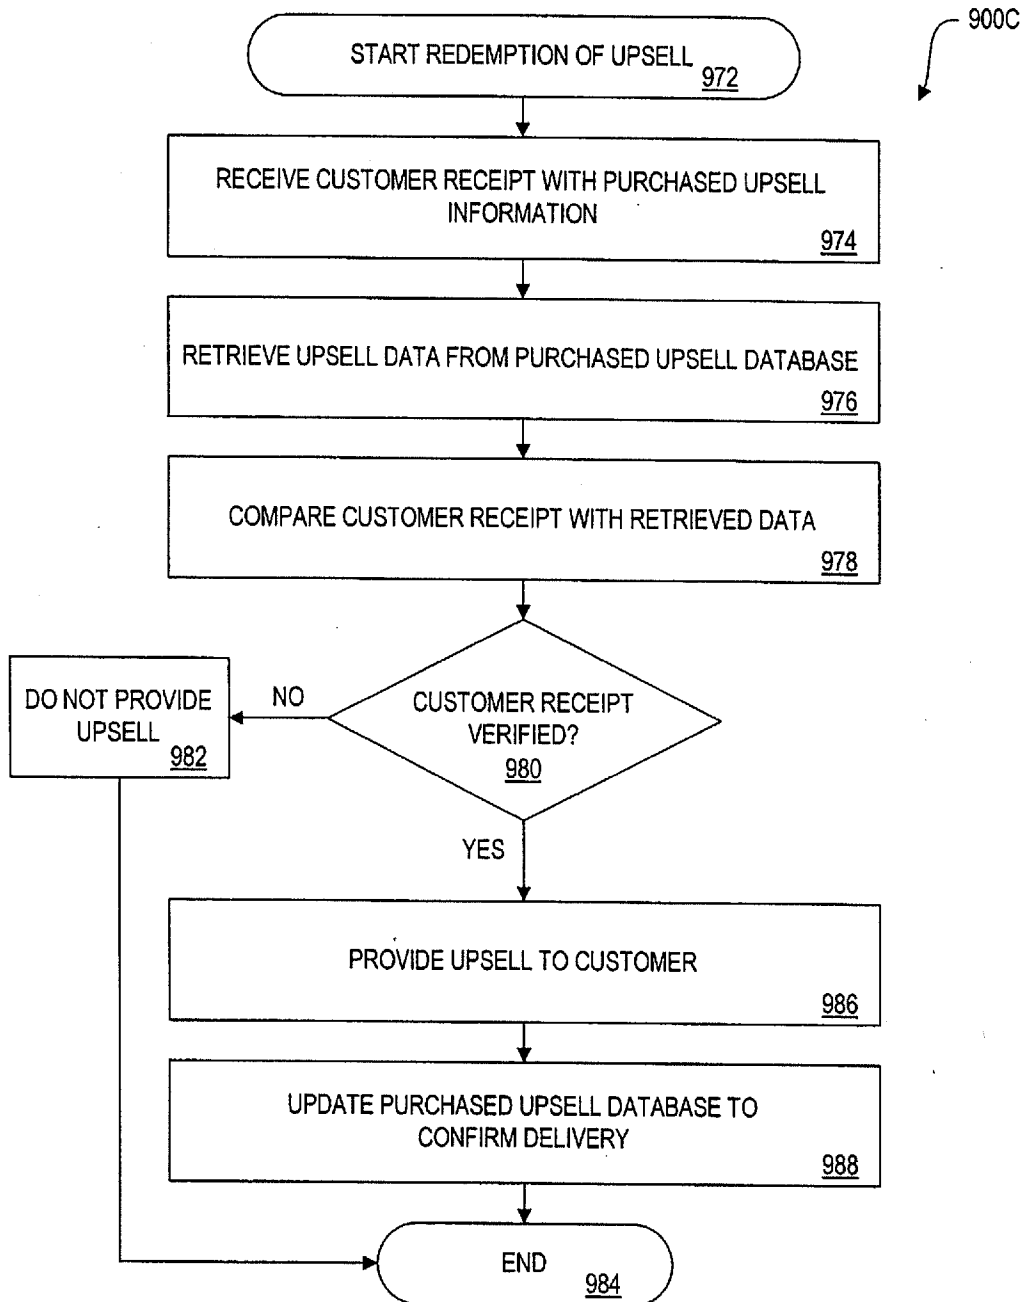 900C
START REDEMPTION OF UPSELL
972
RECEIVE CUSTOMER RECEIPT WITH PURCHASED UPSELL
INFORMATION
974
RETRIEVE UPSELL DATA FROM PURCHASED UPSELL DATABASE
976
COMPARE CUSTOMER RECEIPT WITH RETRIEVED DATA
978
CUSTOMER RECEIPT
VERIFIED?
980
NO
DO NOT PROVIDE
UPSELL
982
YES
PROVIDE UPSELL TO CUSTOMER
986
UPDATE PURCHASED UPSELL DATABASE TO
CONFIRM DELIVERY
988
END
984